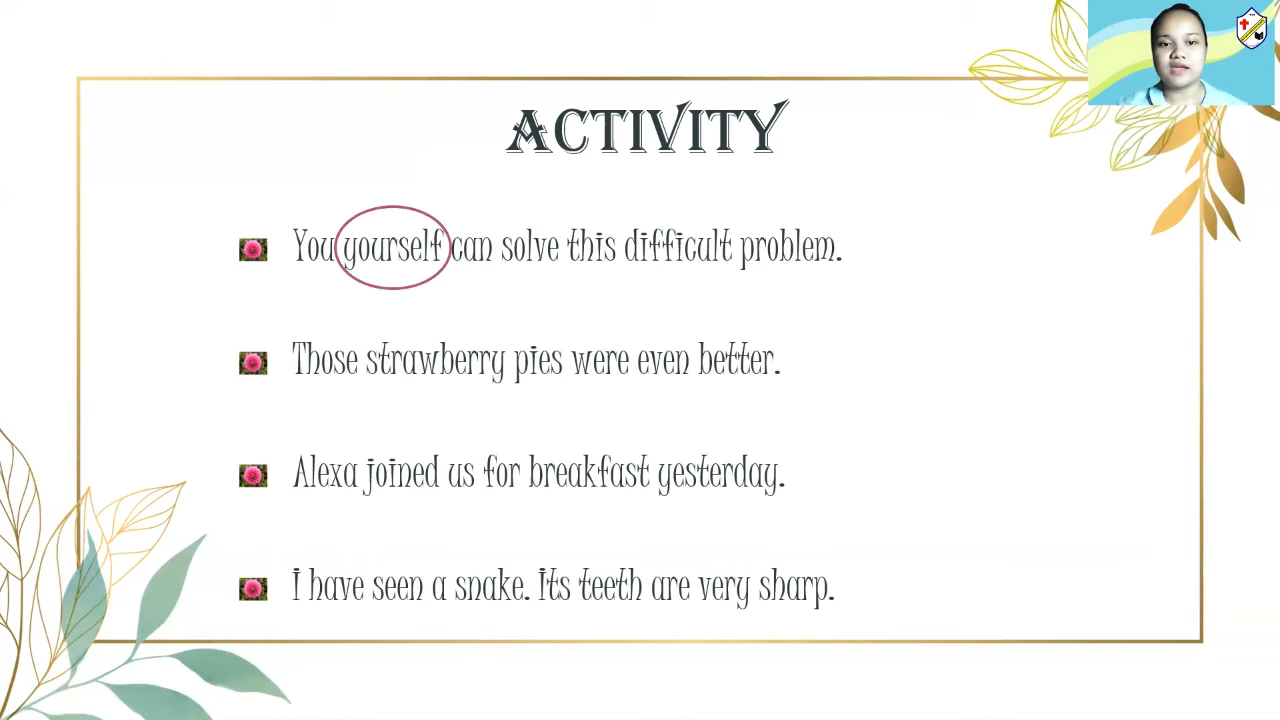 ACTIVITY
You yourself can solve this difficult problem.
Those strawberry pies were even better.
Alexa joined us for breakfast yesterday.
I have seen a snake. Its teeth are very sharp.